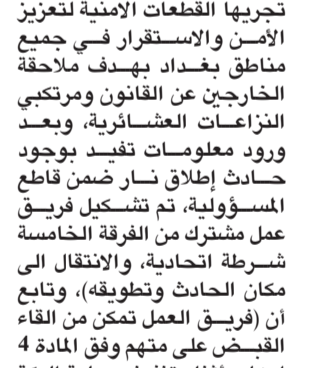 تجريها القطعات الامنية لتعزيز
الأمن والاستقرار في جميع
مناطق بغداد بهدف ملاحقة
الخارجين عن القانون ومرتكبي
النزاعات العشائرية، وبعد
ورود معلومات تفيد بوجود
حادث إطلاق نار ضمن قاطع
المسؤولية، تم تشكيل فريق
عمل مشترك من الفرقة الخامسة
شرطة اتحادية، والانتقال الى
مكان الحادث وتطويقه)، وتابع
أن (فريق العمل تمكن من القاء
القبض على متهم وفق المادة 4